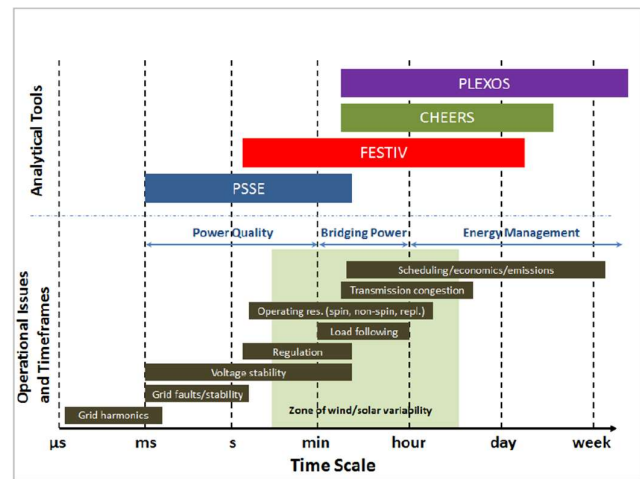 Analytical Tools
PLEXOS
CHEERS
FESTIV
PSSE
Power Quality
Bridging Power
Energy Management
Operational Issues
and Timeframes
Scheduling/economics/emissions
Transmission congestion
Operating res. (spin, non-spin, repl.)
Load following
Regulation
Voltage stability
Grid faults/stability
Zone of wind/solar variability
Grid harmonics
μs ms s min hour day week
Time Scale